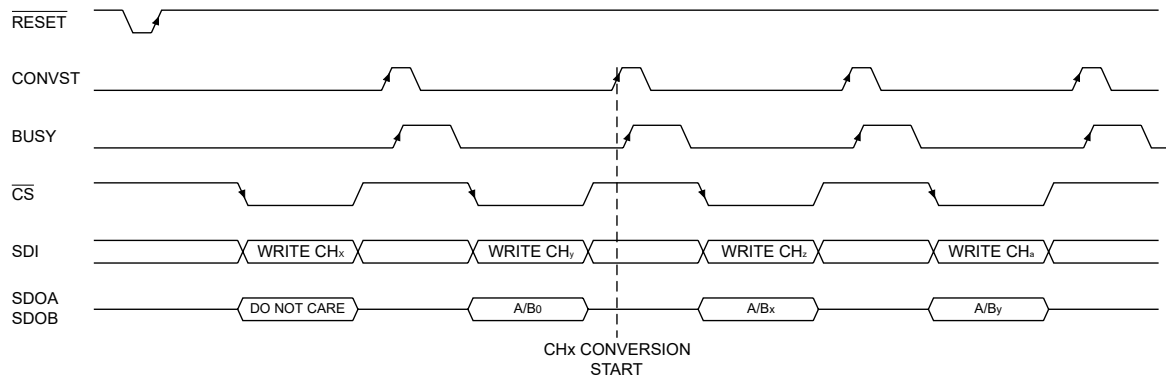 RESET
CONVST
BUSY
CS
SDI WRITE CHx WRITE CHy WRITE CHz WRITE CHa
SDOA
SDOB
DO NOT CARE A/B0 A/Bx A/By
CHx CONVERSION
START